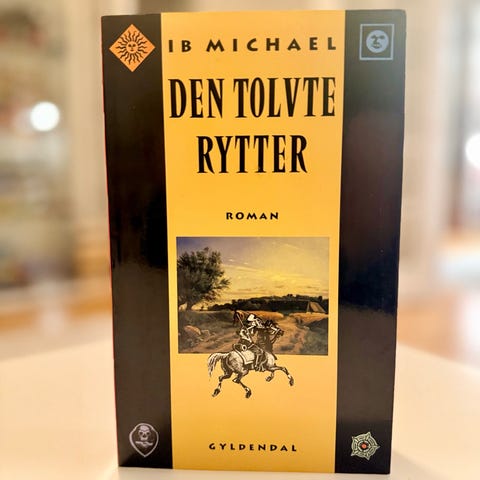 IB MICHAEL
DEN TOLVTE
RYTTER
ROMAN
GYLDENDAL